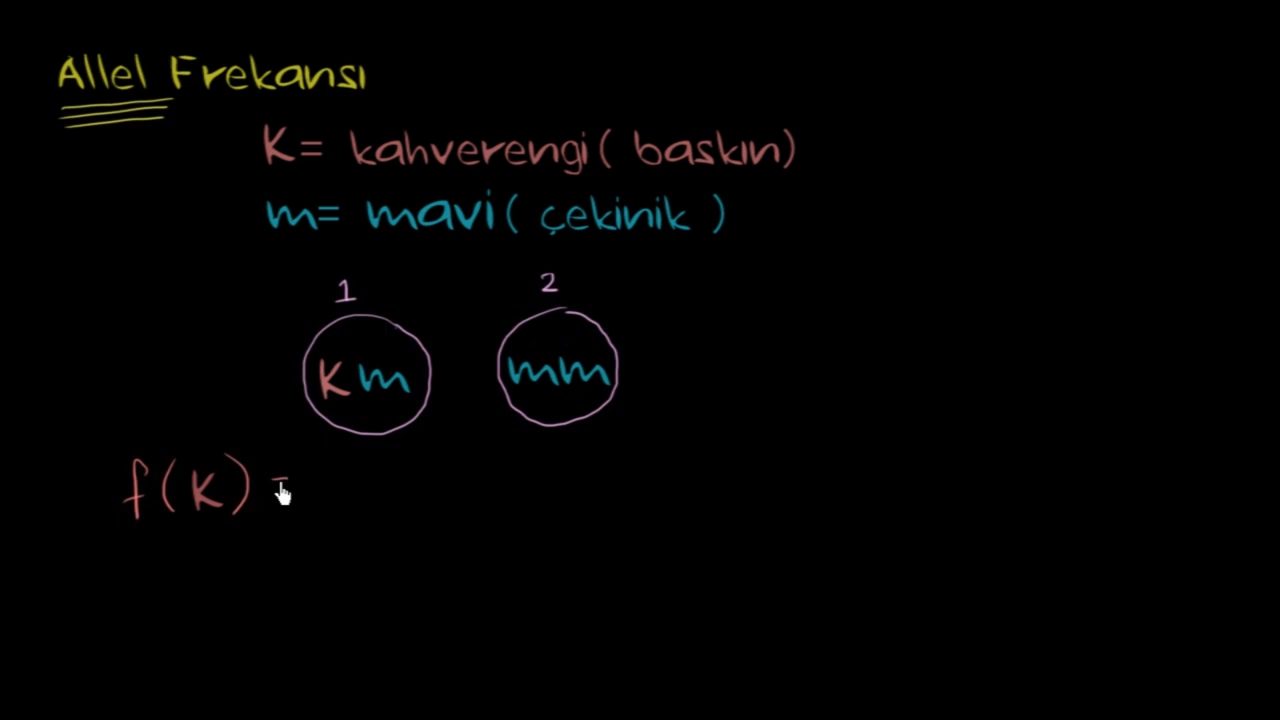 Allel Frekansı
K= kahverengi( baskın)
m= mavi( çekinik )
1 2
Km mm
f(K) =